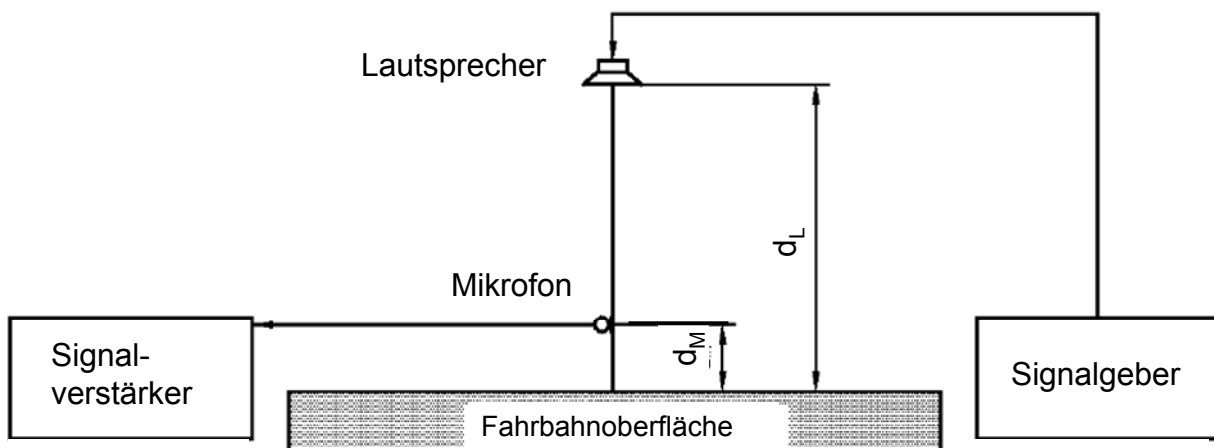 Lautsprecher
d_L
Mikrofon
d_M
Signal-
verstärker
Signalgeber
Fahrbahnoberfläche